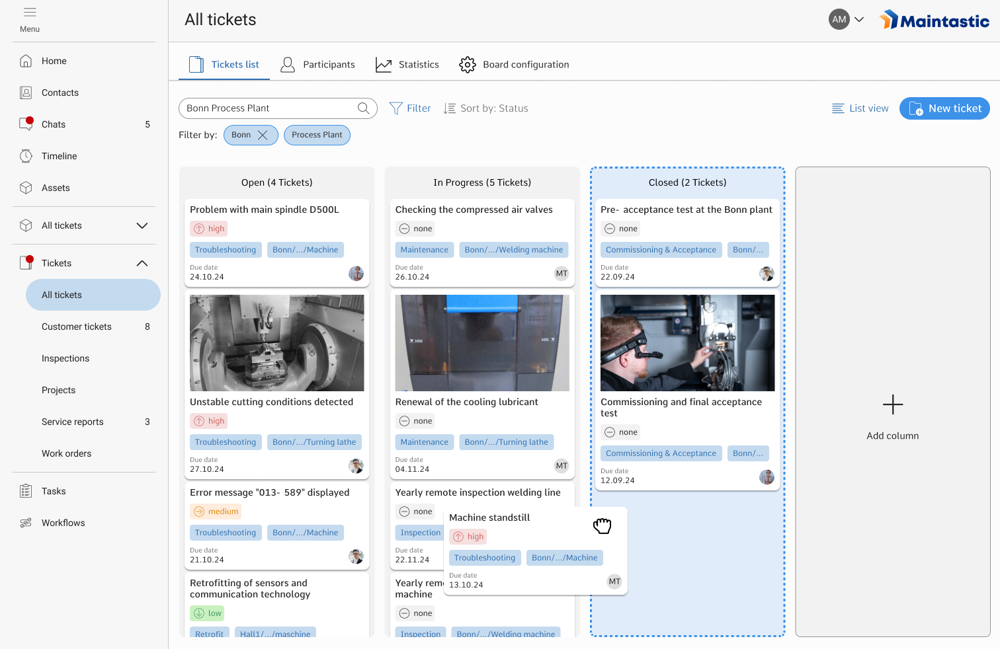 Menu
Home
Contacts
Chats 5
Timeline
Assets
All tickets
Tickets
All tickets
Customer tickets 8
Inspections
Projects
Service reports 3
Work orders
Tasks
Workflows
All tickets
AM
Maintastic
Tickets list Participants Statistics Board configuration
Bonn Process Plant Filter Sort by: Status List view New ticket
Filter by: Bonn Process Plant
Open (4 Tickets)
Problem with main spindle D500L
high
Troubleshooting Bonn/.../Machine
Due date
24.10.24
Unstable cutting conditions detected
high
Troubleshooting Bonn/.../Turning lathe
Due date
27.10.24
Error message "013- 589" displayed
medium
Troubleshooting Bonn/.../Machine
Due date
21.10.24
Retrofitting of sensors and
communication technology
low
Retrofit Hall1/.../maschine
In Progress (5 Tickets)
Checking the compressed air valves
none
Maintenance Bonn/.../Welding machine
Due date
26.10.24 MT
MIN MIN
Renewal of the cooling lubricant
none
Maintenance Bonn/.../Turning lathe
Due date
04.11.24 MT
Yearly remote inspection welding line
none
Inspection
Due date
22.11.24
Yearly rem
machine
none
Inspection Bonn/.../Welding machine
Machine standstill
high
Troubleshooting Bonn/.../Machine
Due date
13.10.24 MT
Closed (2 Tickets)
Pre- acceptance test at the Bonn plant
none
Commissioning & Acceptance Bonn/...
Due date
22.09.24
Commissioning and final acceptance
test
none
Commissioning & Acceptance Bonn/...
Due date
12.09.24
Add column